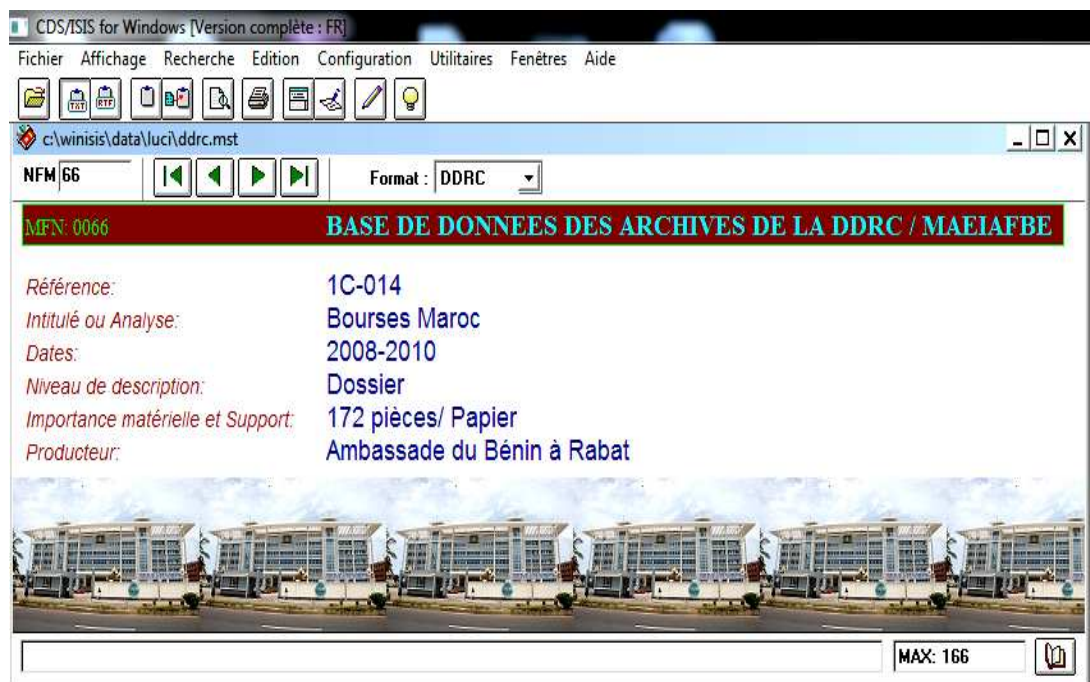 CDS/ISIS for Windows [Version complète : FR]
Fichier Affichage Recherche Edition Configuration Utilitaires Fenêtres Aide
TXT RTF
c:\winisis\data\luci\ddrc.mst
NFM 66 Format : DDRC
MFN: 0066 BASE DE DONNEES DES ARCHIVES DE LA DDRC / MAEIAFBE
Référence: 1C-014
Intitulé ou Analyse: Bourses Maroc
Dates: 2008-2010
Niveau de description: Dossier
Importance matérielle et Support: 172 pièces/ Papier
Producteur: Ambassade du Bénin à Rabat
MAX: 166